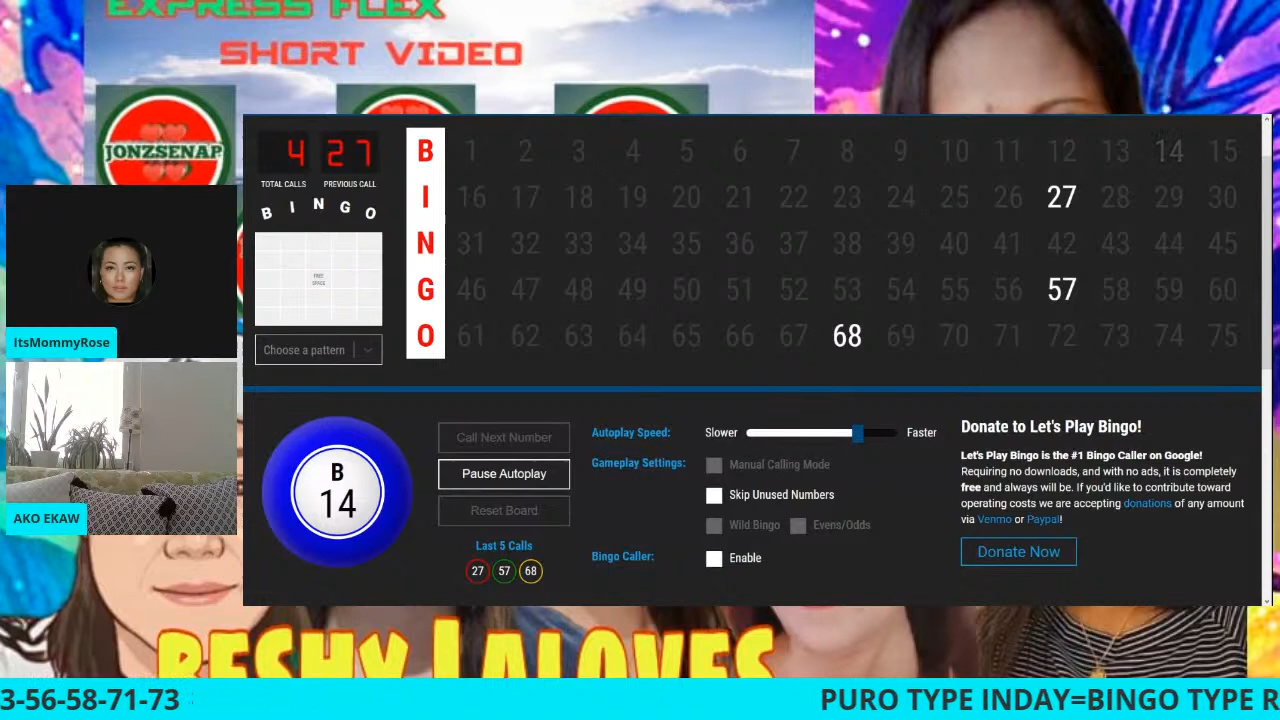 EXPRESS FLEX
SHORT VIDEO
JONZSENAP
4 27
TOTAL CALLS PREVIOUS CALL
B I N G O
FREE
SPACE
Choose a pattern
B 1 2 3 4 5 6 7 8 9 10 11 12 13 14 15
I 16 17 18 19 20 21 22 23 24 25 26 27 28 29 30
N 31 32 33 34 35 36 37 38 39 40 41 42 43 44 45
G 46 47 48 49 50 51 52 53 54 55 56 57 58 59 60
O 61 62 63 64 65 66 67 68 69 70 71 72 73 74 75
ItsMommyRose
AKO EKAW
B
14
Call Next Number
Pause Autoplay
Reset Board
Last 5 Calls
27 57 68
Autoplay Speed: Slower Faster
Gameplay Settings: Manual Calling Mode
Skip Unused Numbers
Wild Bingo Evens/Odds
Bingo Caller: Enable
Donate to Let's Play Bingo!
Let's Play Bingo is the #1 Bingo Caller on Google!
Requiring no downloads, and with no ads, it is completely
free and always will be. If you'd like to contribute toward
operating costs we are accepting donations of any amount
via Venmo or Paypal!
Donate Now
BESHY LALOVES
3-56-58-71-73 PURO TYPE INDAY=BINGO TYPE R